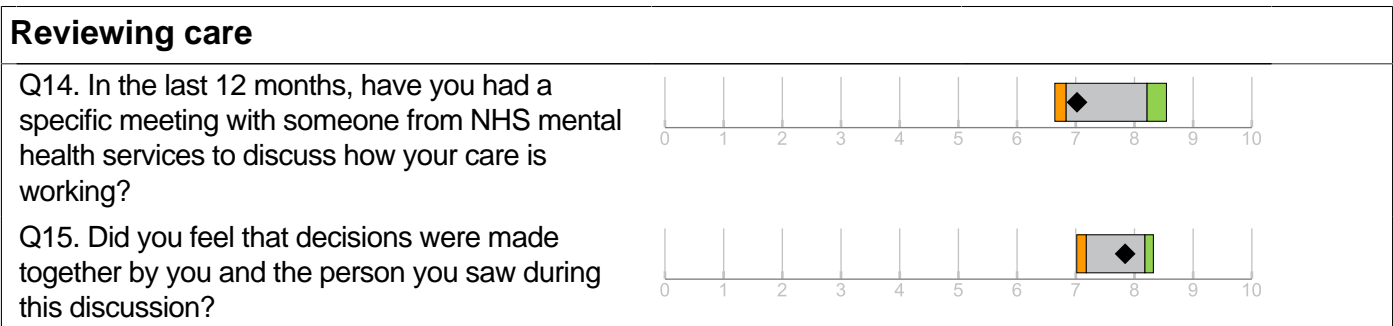 Reviewing care
Q14. In the last 12 months, have you had a
specific meeting with someone from NHS mental
health services to discuss how your care is
working?
0 1 2 3 4 5 6 7 8 9 10
Q15. Did you feel that decisions were made
together by you and the person you saw during
this discussion?
0 1 2 3 4 5 6 7 8 9 10